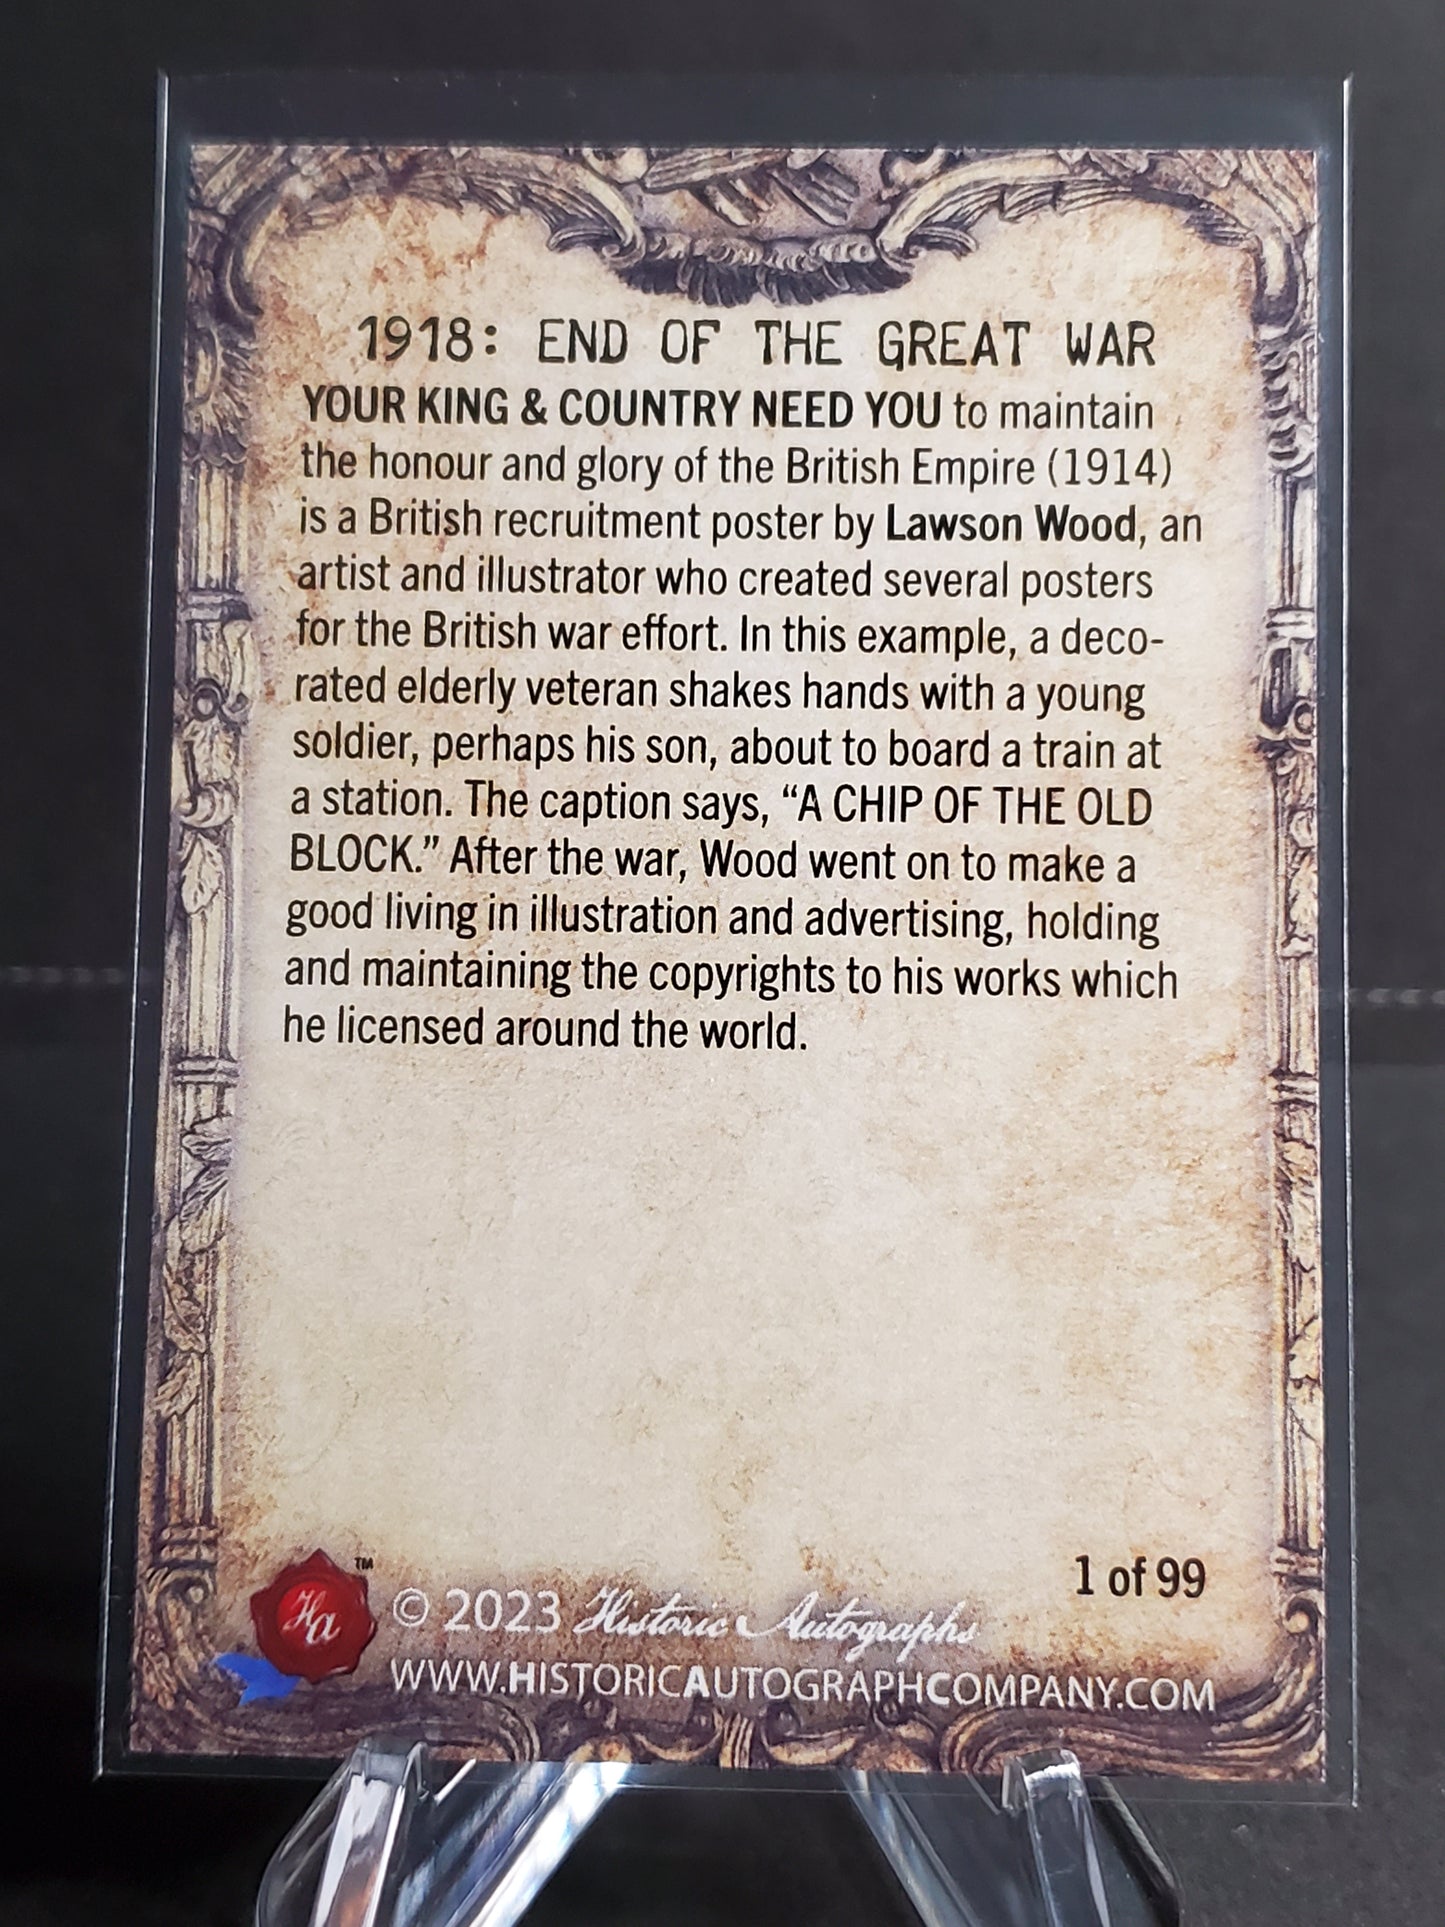 1918: END OF THE GREAT WAR
YOUR KING & COUNTRY NEED YOU to maintain
the honour and glory of the British Empire (1914)
is a British recruitment poster by Lawson Wood, an
artist and illustrator who created several posters
for the British war effort. In this example, a deco-
rated elderly veteran shakes hands with a young
soldier, perhaps his son, about to board a train at
a station. The caption says, “A CHIP OF THE OLD
BLOCK.” After the war, Wood went on to make a
good living in illustration and advertising, holding
and maintaining the copyrights to his works which
he licensed around the world.
1 of 99
Ha ™
© 2023 Historic Autographs
WWW.HISTORICAUTOGRAPHCOMPANY.COM